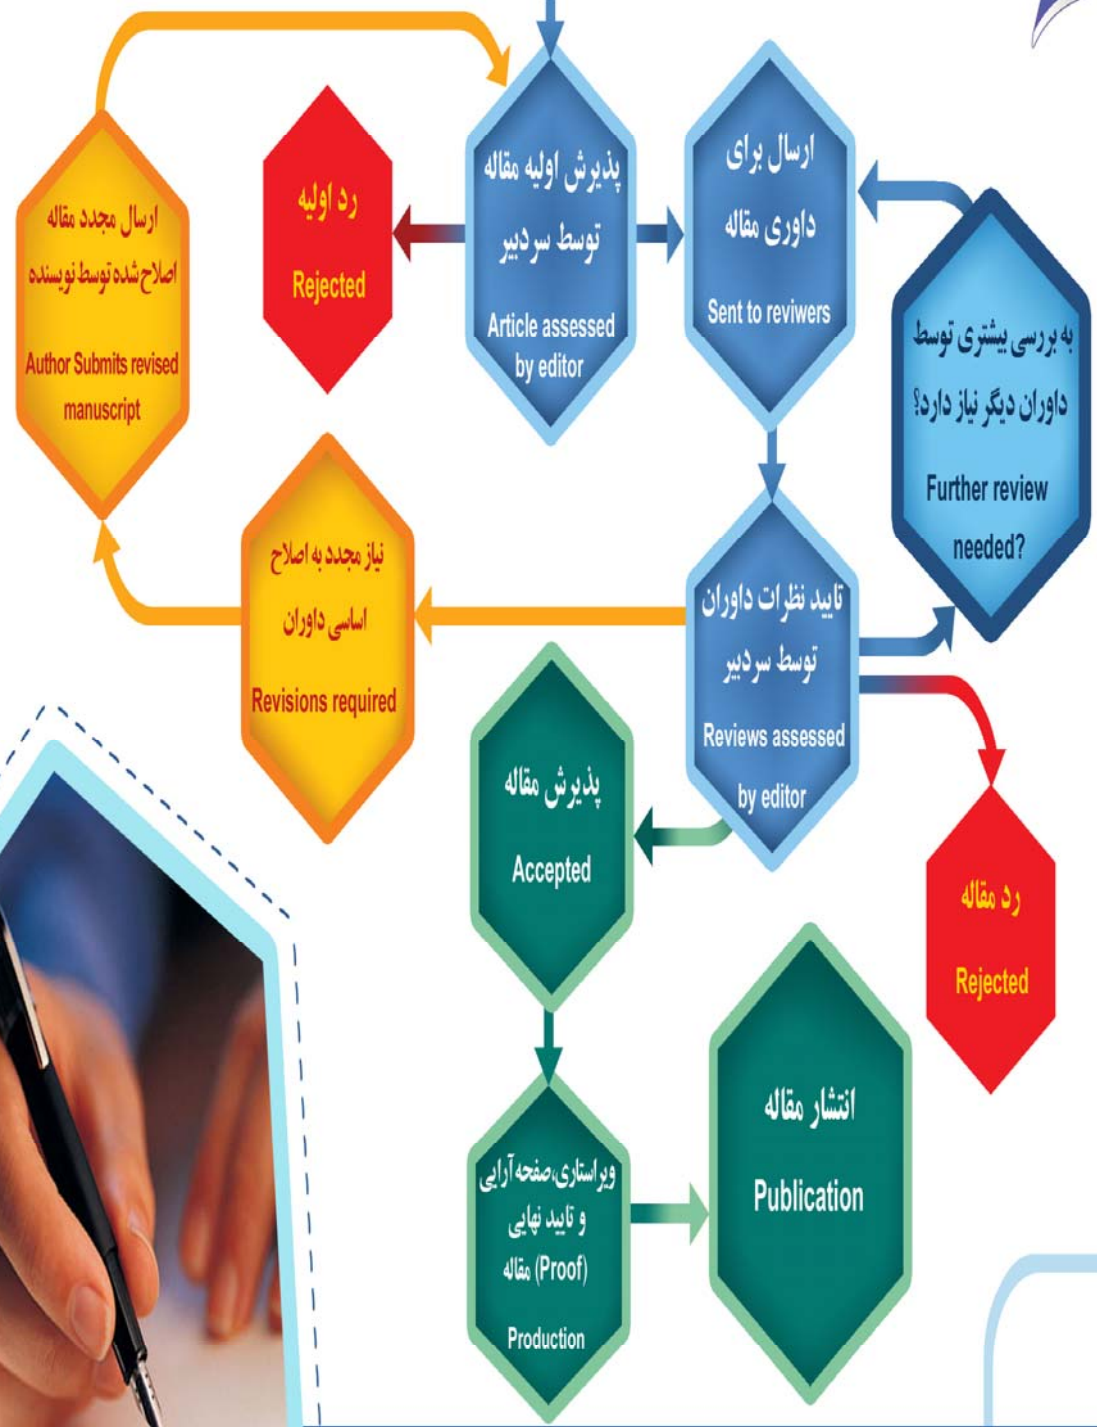 پذیرش اولیه مقاله
توسط سردبیر
Article assessed
by editor
رد اولیه
Rejected
ارسال برای
داوری مقاله
Sent to reviwers
ارسال مجدد مقاله
اصلاح شده توسط نویسنده
Author Submits revised
manuscript
به بررسی بیشتری توسط
داوران دیگر نیاز دارد؟
Further review
needed?
نیاز مجدد به اصلاح
اساسی داوران
Revisions required
تایید نظرات داوران
توسط سردبیر
Reviews assessed
by editor
پذیرش مقاله
Accepted
رد مقاله
Rejected
ویراستاری،صفحه آرایی
و تایید نهایی
مقاله (Proof)
Production
انتشار مقاله
Publication